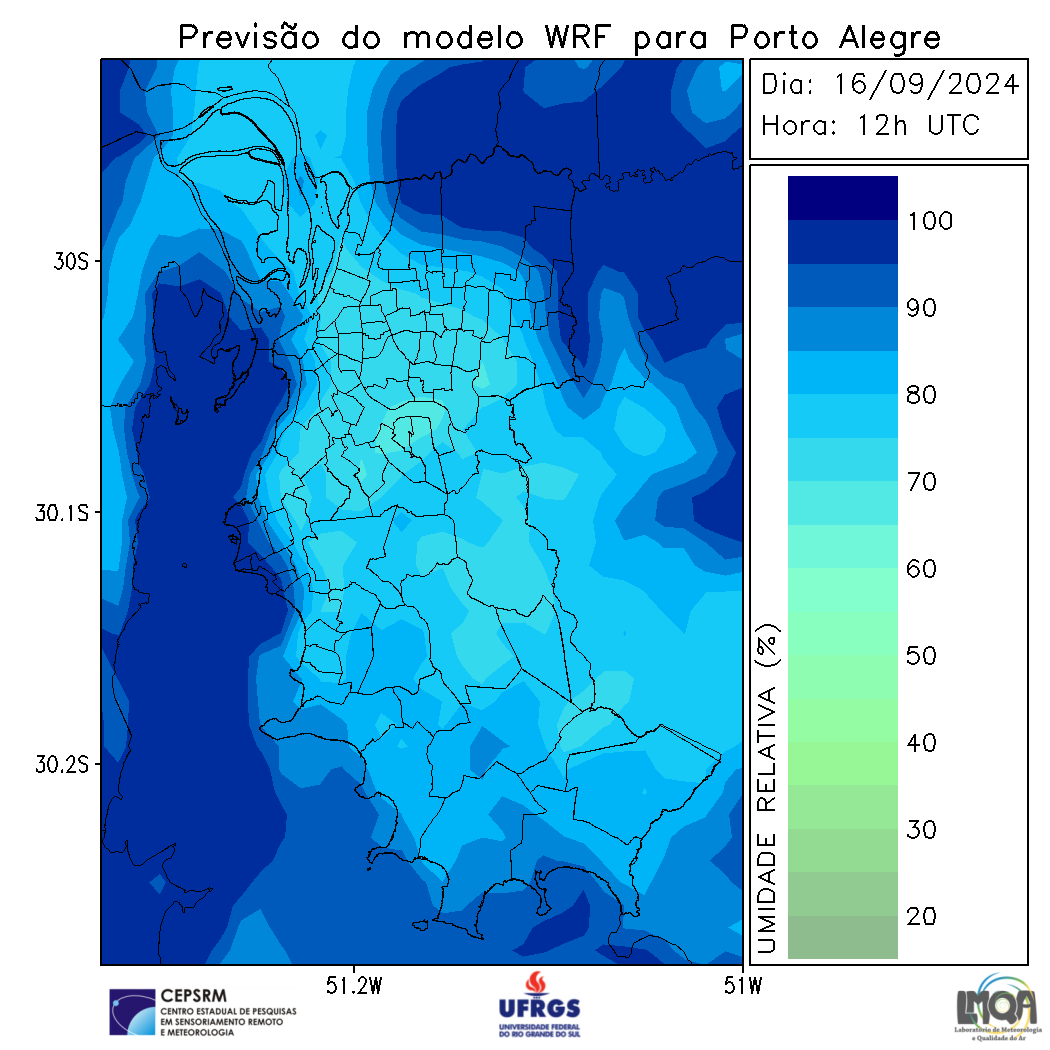 Previsão do modelo WRF para Porto Alegre
Dia: 16/09/2024
Hora: 12h UTC
30S
30.1S
30.2S
51.2W
51W
UMIDADE RELATIVA (%)
100
90
80
70
60
50
40
30
20
CEPSRM
CENTRO ESTADUAL DE PESQUISAS
EM SENSORIAMENTO REMOTO
E METEOROLOGIA
UFRGS
UNIVERSIDADE FEDERAL
DO RIO GRANDE DO SUL
LMQA
Laboratório de Meteorologia
e Qualidade do Ar